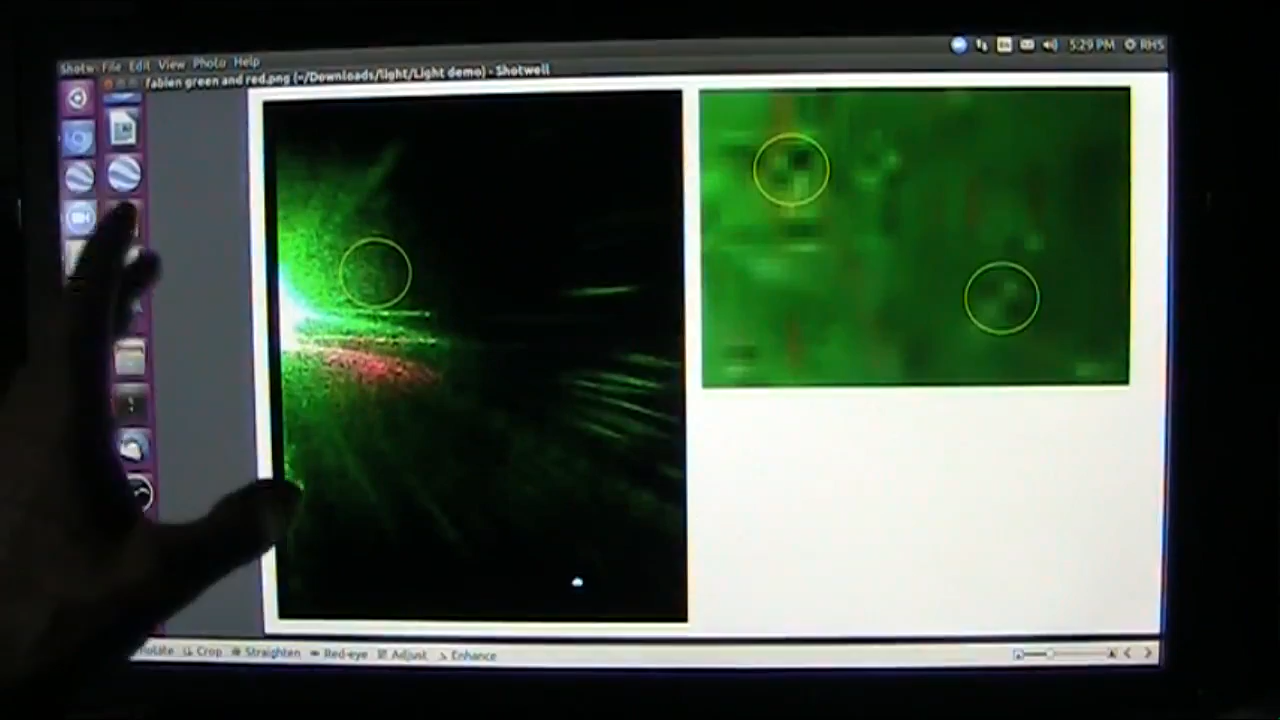 Shotw File Edit View Photo Help
5:29 PM RHS
fabien green and red.png (~/Downloads/light/Light demo) - Shotwell
Crop Straighten Red-eye Adjust Enhance